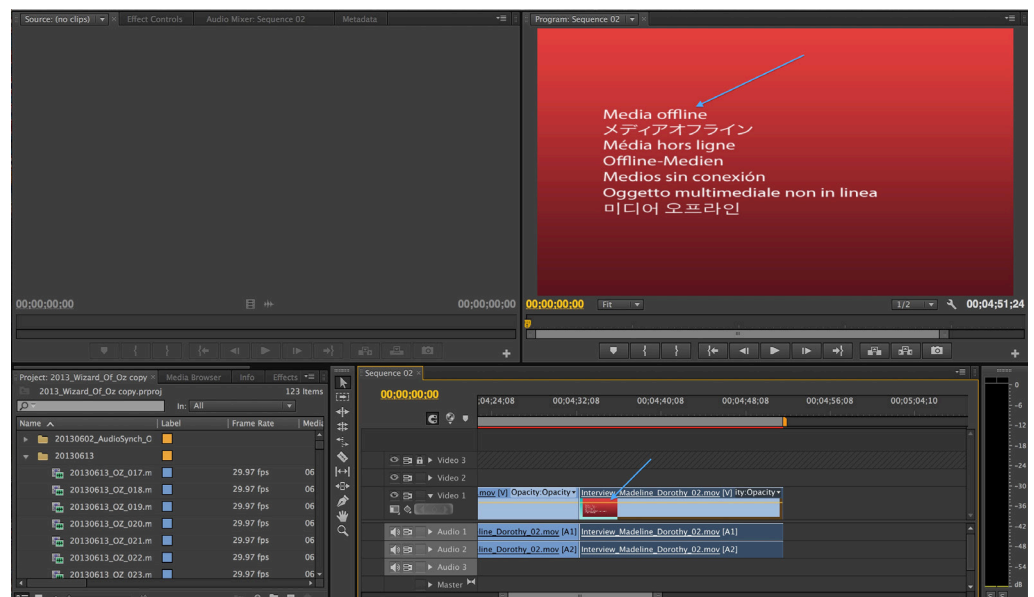 Source: (no clips)
Effect Controls
Audio Mixer: Sequence 02
Metadata
Program: Sequence 02
Media offline
メディアオフライン
Média hors ligne
Offline-Medien
Medios sin conexión
Oggetto multimediale non in linea
미디어 오프라인
00;00;00;00
00;00;00;00
00;00;00;00
Fit
1/2
00;04;51;24
Project: 2013_Wizard_Of_Oz copy
Media Browser
Info
Effects
2013_Wizard_Of_Oz copy.prproj
123 Items
In: All
Name
Label
Frame Rate
Media
20130602_AudioSynch_O
20130613
20130613_OZ_017.m
29.97 fps
06
20130613_OZ_018.m
29.97 fps
06
20130613_OZ_019.m
29.97 fps
06
20130613_OZ_020.m
29.97 fps
06
20130613_OZ_021.m
29.97 fps
06
20130613_OZ_022.m
29.97 fps
06
20130613_OZ_023.m
29.97 fps
06
Sequence 02
00;00;00;00
;04;24;08
00;04;32;08
00;04;40;08
00;04;48;08
00;04;56;08
00;05;04;10
Video 3
Video 2
Video 1
.mov [V] Opacity:Opacity
Interview_Madeline_Dorothy_02.mov [V] ity:Opacity
Audio 1
line_Dorothy_02.mov [A1]
Interview_Madeline_Dorothy_02.mov [A1]
Audio 2
line_Dorothy_02.mov [A2]
Interview_Madeline_Dorothy_02.mov [A2]
Audio 3
Master
0
-6
-12
-18
-24
-30
-36
-42
-48
-54
dB
S S